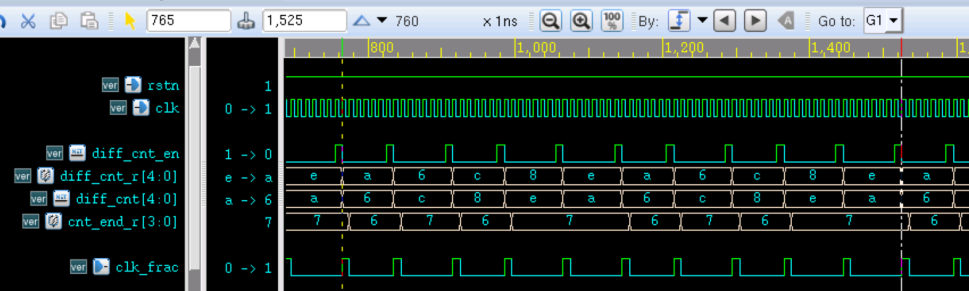 765 1,525 760 x 1ns 100 % By: Go to: G1
800 1,000 1,200 1,400
ver rstn 1
ver clk 0 -> 1
ver diff_cnt_en 1 -> 0
ver diff_cnt_r[4:0] e -> a e a 6 c 8 e a 6 c 8 e a
ver diff_cnt[4:0] a -> 6 a 6 c 8 e a 6 c 8 e a 6
ver cnt_end_r[3:0] 7 7 6 7 6 7 6 7 6 7 6
ver clk_frac 0 -> 1